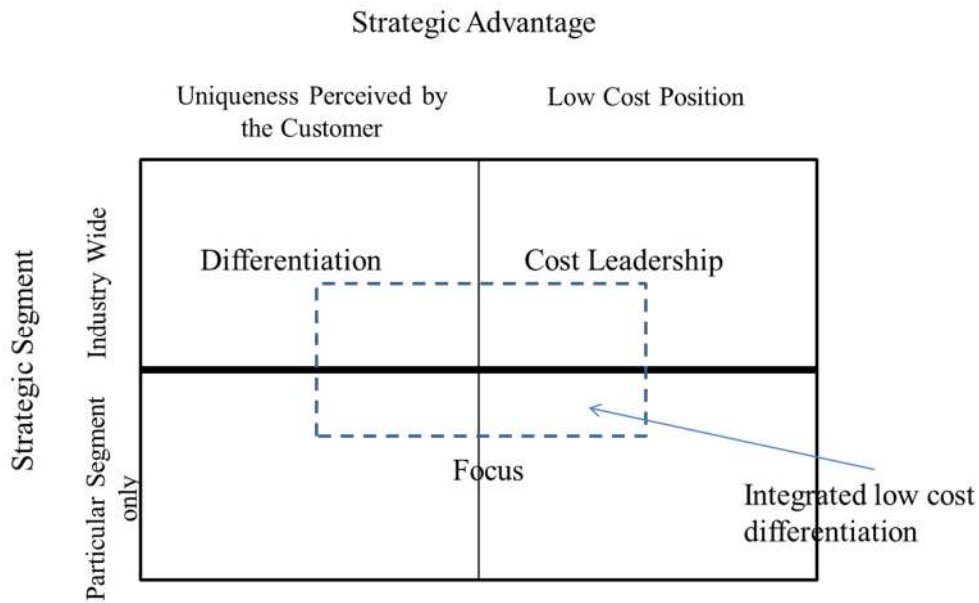 Strategic Advantage
Uniqueness Perceived by
the Customer
Low Cost Position
Strategic Segment
Industry Wide
Differentiation
Cost Leadership
Particular Segment
only
Focus
Integrated low cost
differentiation